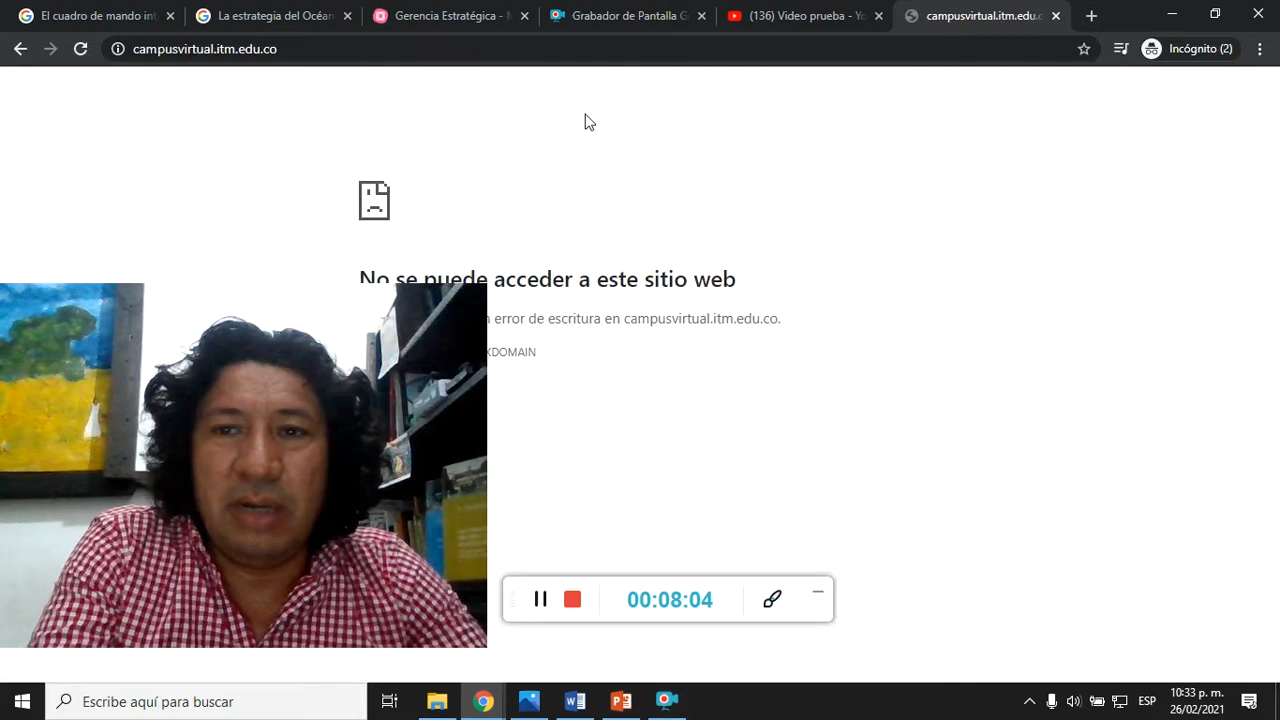 El cuadro de mando int
La estrategia del Océan
Gerencia Estratégica - M
Grabador de Pantalla Gr
(136) Video prueba - Yo
campusvirtual.itm.edu.c
campusvirtual.itm.edu.co
Incógnito (2)
No se puede acceder a este sitio web
error de escritura en campusvirtual.itm.edu.co.
XDOMAIN
00:08:04
Escribe aquí para buscar
ESP
10:33 p. m.
26/02/2021